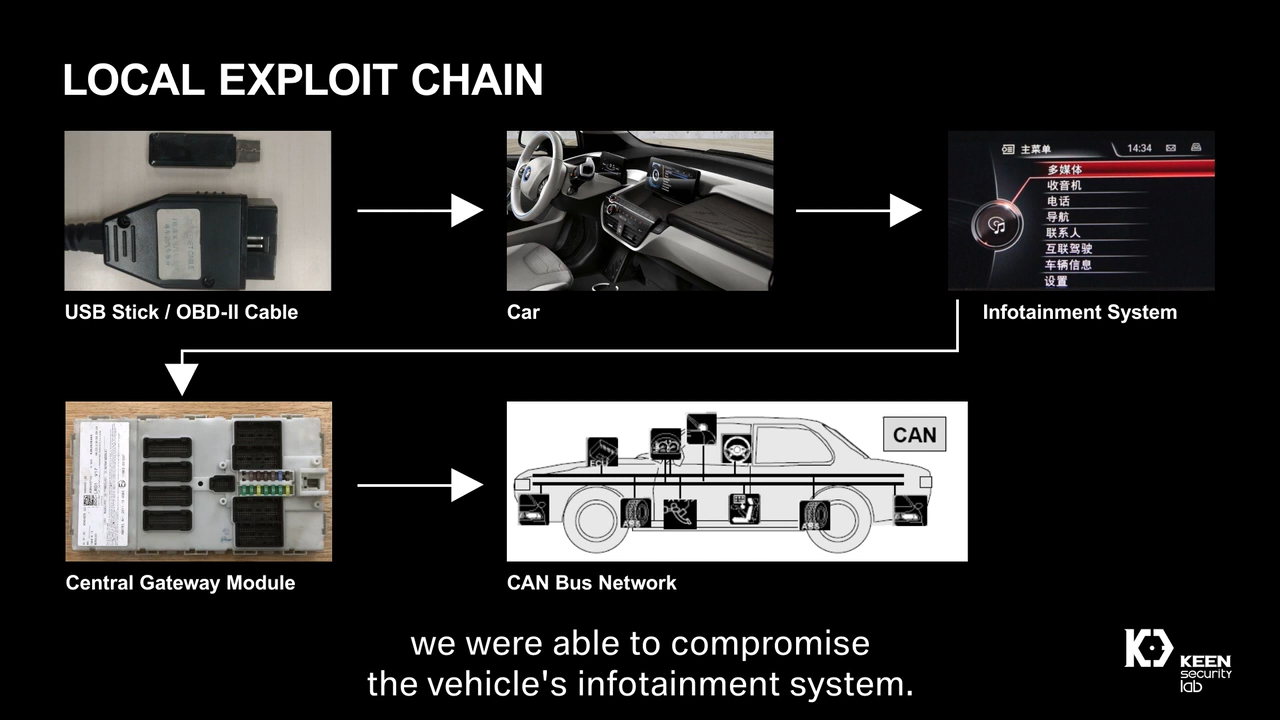 LOCAL EXPLOIT CHAIN
主菜单
14:34
多媒体
收音机
电话
导航
联系人
互联驾驶
车辆信息
设置
USB Stick / OBD-II Cable
Car
Infotainment System
CAN
ABS
ABS
Central Gateway Module
CAN Bus Network
we were able to compromise
the vehicle's infotainment system.
KEEN
security
lab